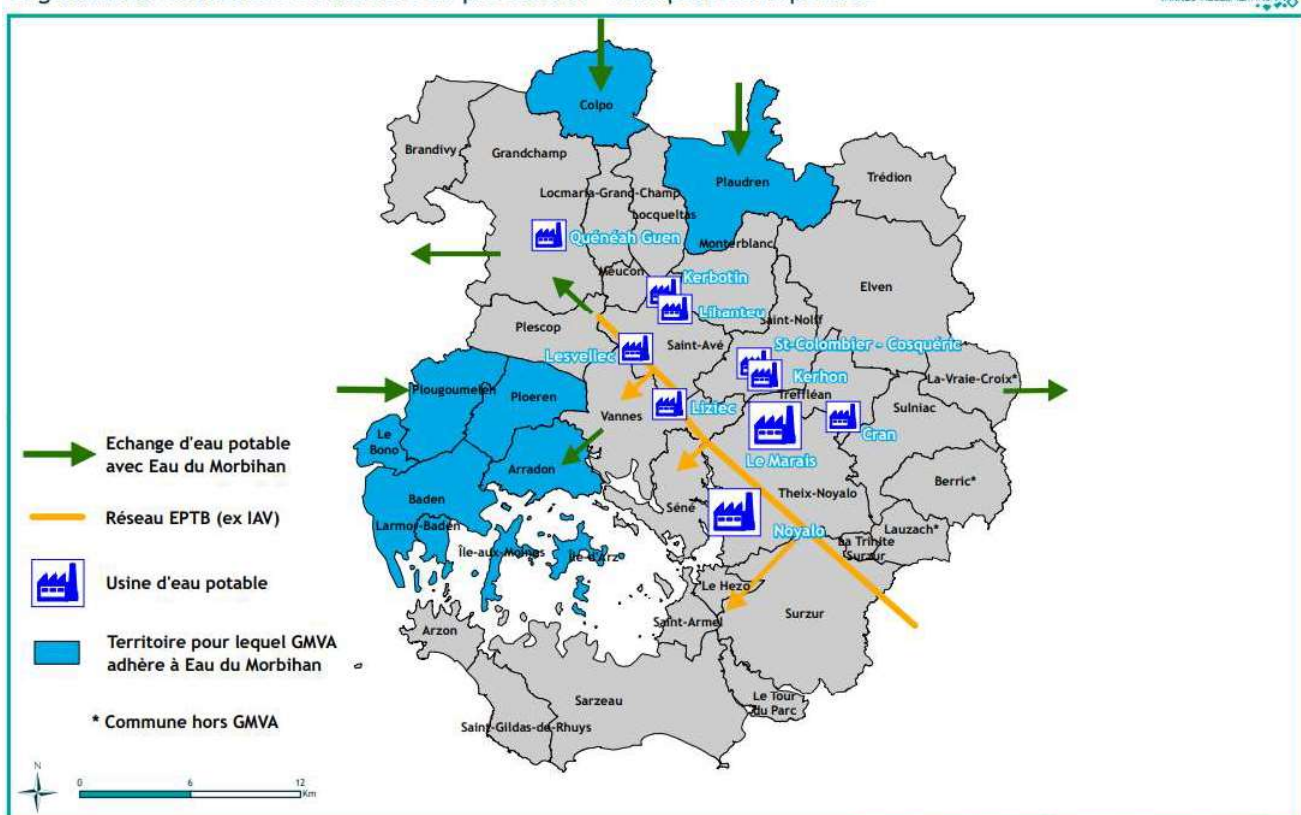 Colpo
Brandivy
Grandchamp
Trédion
Plaudren
Locmaria-Grand-Champ
Locqueltas
Quénéah Guen
Monterblanc
Meucon
Kerbotin
Elven
Lihanteu
Saint-Nolff
Plescop
Saint-Avé
St-Colombier - Cosquéric
Lesvellec
Kerhon
La-Vraie-Croix*
Plougoumelen
Ploeren
Treffléan
Sulniac
Vannes
Liziec
Cran
Le
Bono
Le Marais
Arradon
Berric*
Baden
Theix-Noyalo
Séné
Lauzach*
Larmor-Baden
Noyalo
La Trinite
Surzur
Île-aux-Moines
Île-d'Arz
Le Hezo
Surzur
Saint-Armel
Arzon
Sarzeau
Le Tour
du Parc
Saint-Gildas-de-Rhuys
Echange d'eau potable
avec Eau du Morbihan
Réseau EPTB (ex IAV)
Usine d'eau potable
Territoire pour lequel GMVA
adhère à Eau du Morbihan
* Commune hors GMVA
N
0 6 12
Km